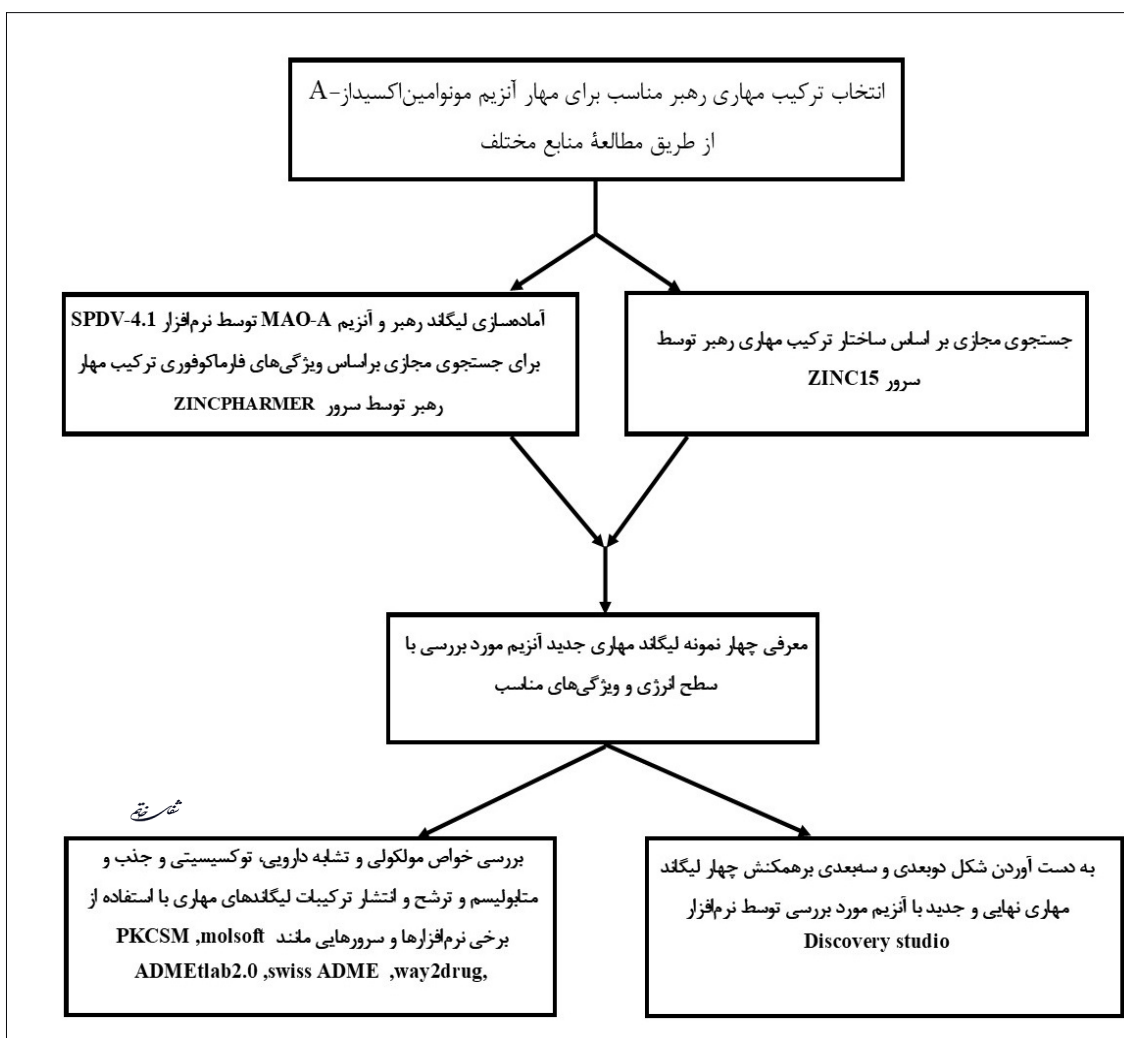 انتخاب ترکیب مهاری رهبر مناسب برای مهار آنزیم مونوامین‌اکسیداز-A
از طریق مطالعهٔ منابع مختلف
جستجوی مجازی بر اساس ساختار ترکیب مهاری رهبر توسط
سرور ZINC15
آماده‌سازی لیگاند رهبر و آنزیم MAO-A توسط نرم‌افزار SPDV-4.1
برای جستجوی مجازی براساس ویژگی‌های فارماکوفوری ترکیب مهار
رهبر توسط سرور ZINCPHARMER
معرفی چهار نمونه لیگاند مهاری جدید آنزیم مورد بررسی با
سطح انرژی و ویژگی‌های مناسب
به دست آوردن شکل دوبعدی و سه‌بعدی برهمکنش چهار لیگاند
مهاری نهایی و جدید با آنزیم مورد بررسی توسط نرم‌افزار
Discovery studio
شفای خاتم
بررسی خواص مولکولی و تشابه دارویی، توکسیسیتی و جذب و
متابولیسم و ترشح و انتشار ترکیبات لیگاندهای مهاری با استفاده از
برخی نرم‌افزارها و سرورهایی مانند PKCSM ,molsoft
ADMEtlab2.0 ,swiss ADME ,way2drug,